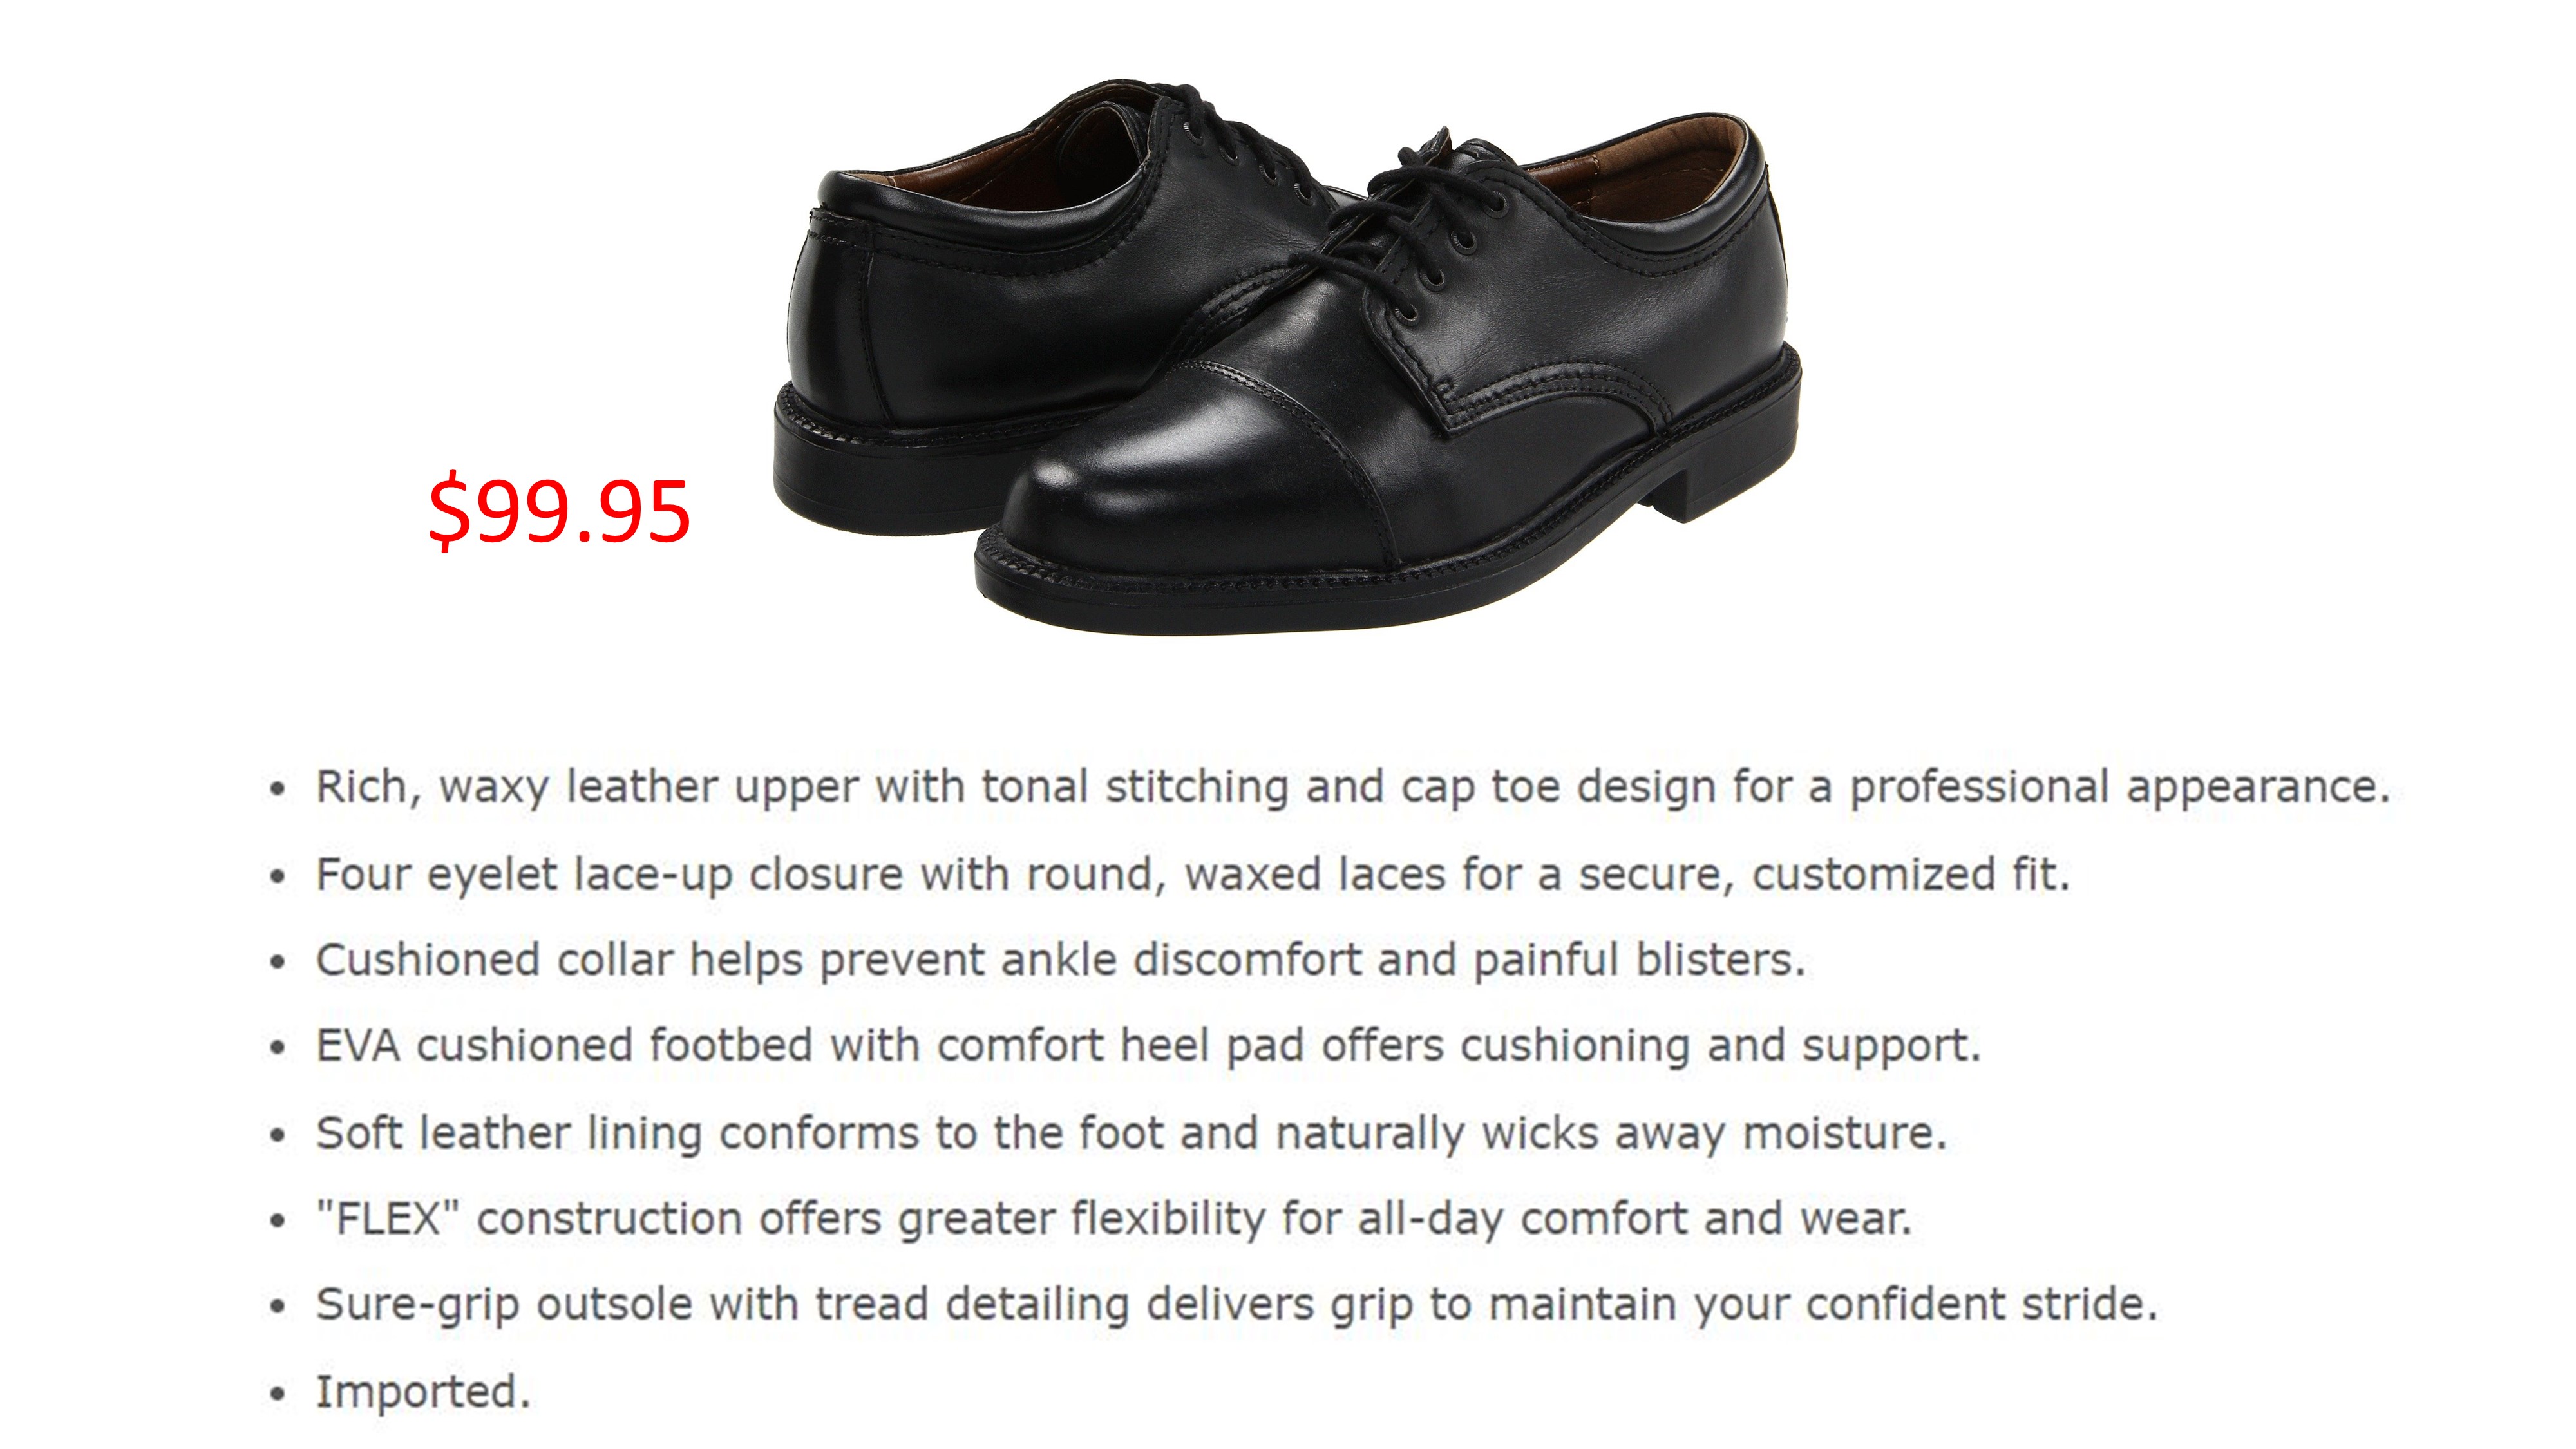 $99.95
• Rich, waxy leather upper with tonal stitching and cap toe design for a professional appearance.
• Four eyelet lace-up closure with round, waxed laces for a secure, customized fit.
• Cushioned collar helps prevent ankle discomfort and painful blisters.
• EVA cushioned footbed with comfort heel pad offers cushioning and support.
• Soft leather lining conforms to the foot and naturally wicks away moisture.
• "FLEX" construction offers greater flexibility for all-day comfort and wear.
• Sure-grip outsole with tread detailing delivers grip to maintain your confident stride.
• Imported.